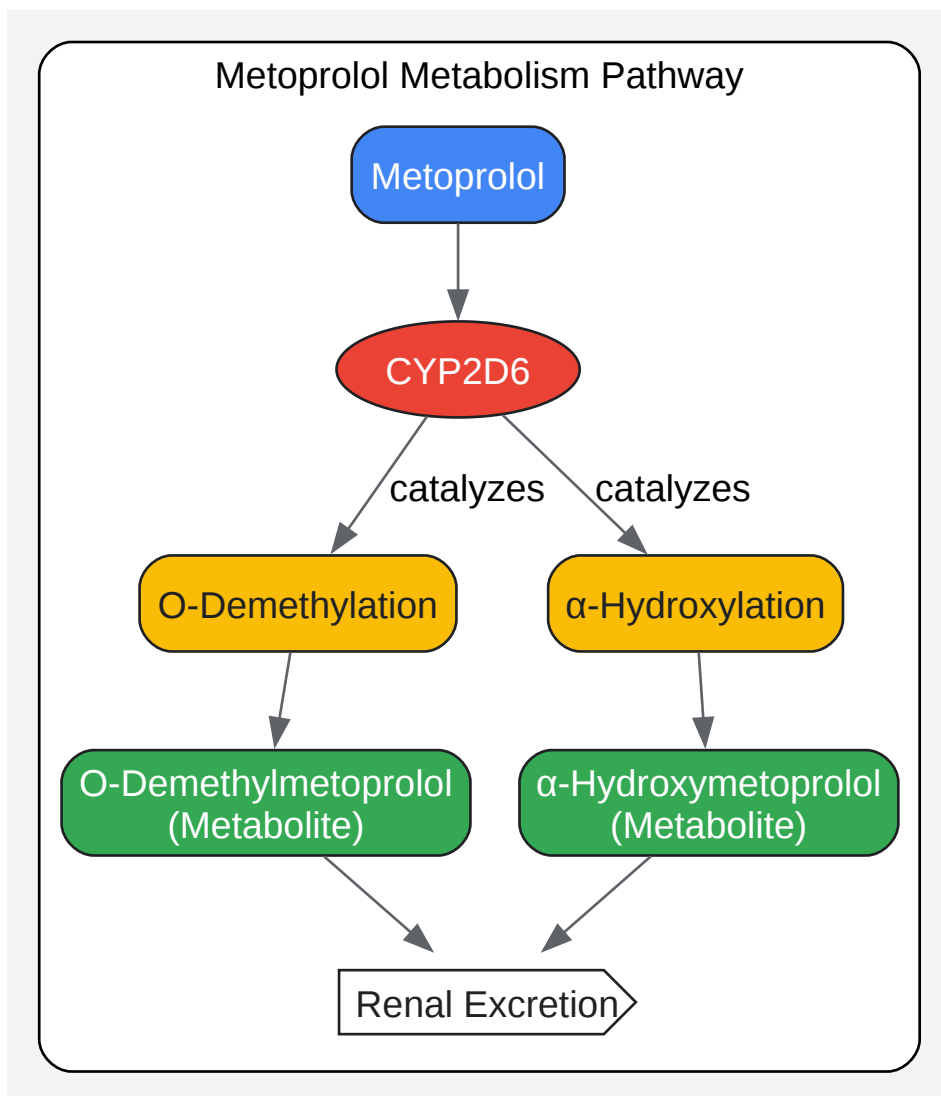 Metoprolol Metabolism Pathway
Metoprolol
CYP2D6
catalyzes
catalyzes
O-Demethylation
α-Hydroxylation
O-Demethylmetoprolol
(Metabolite)
α-Hydroxymetoprolol
(Metabolite)
Renal Excretion